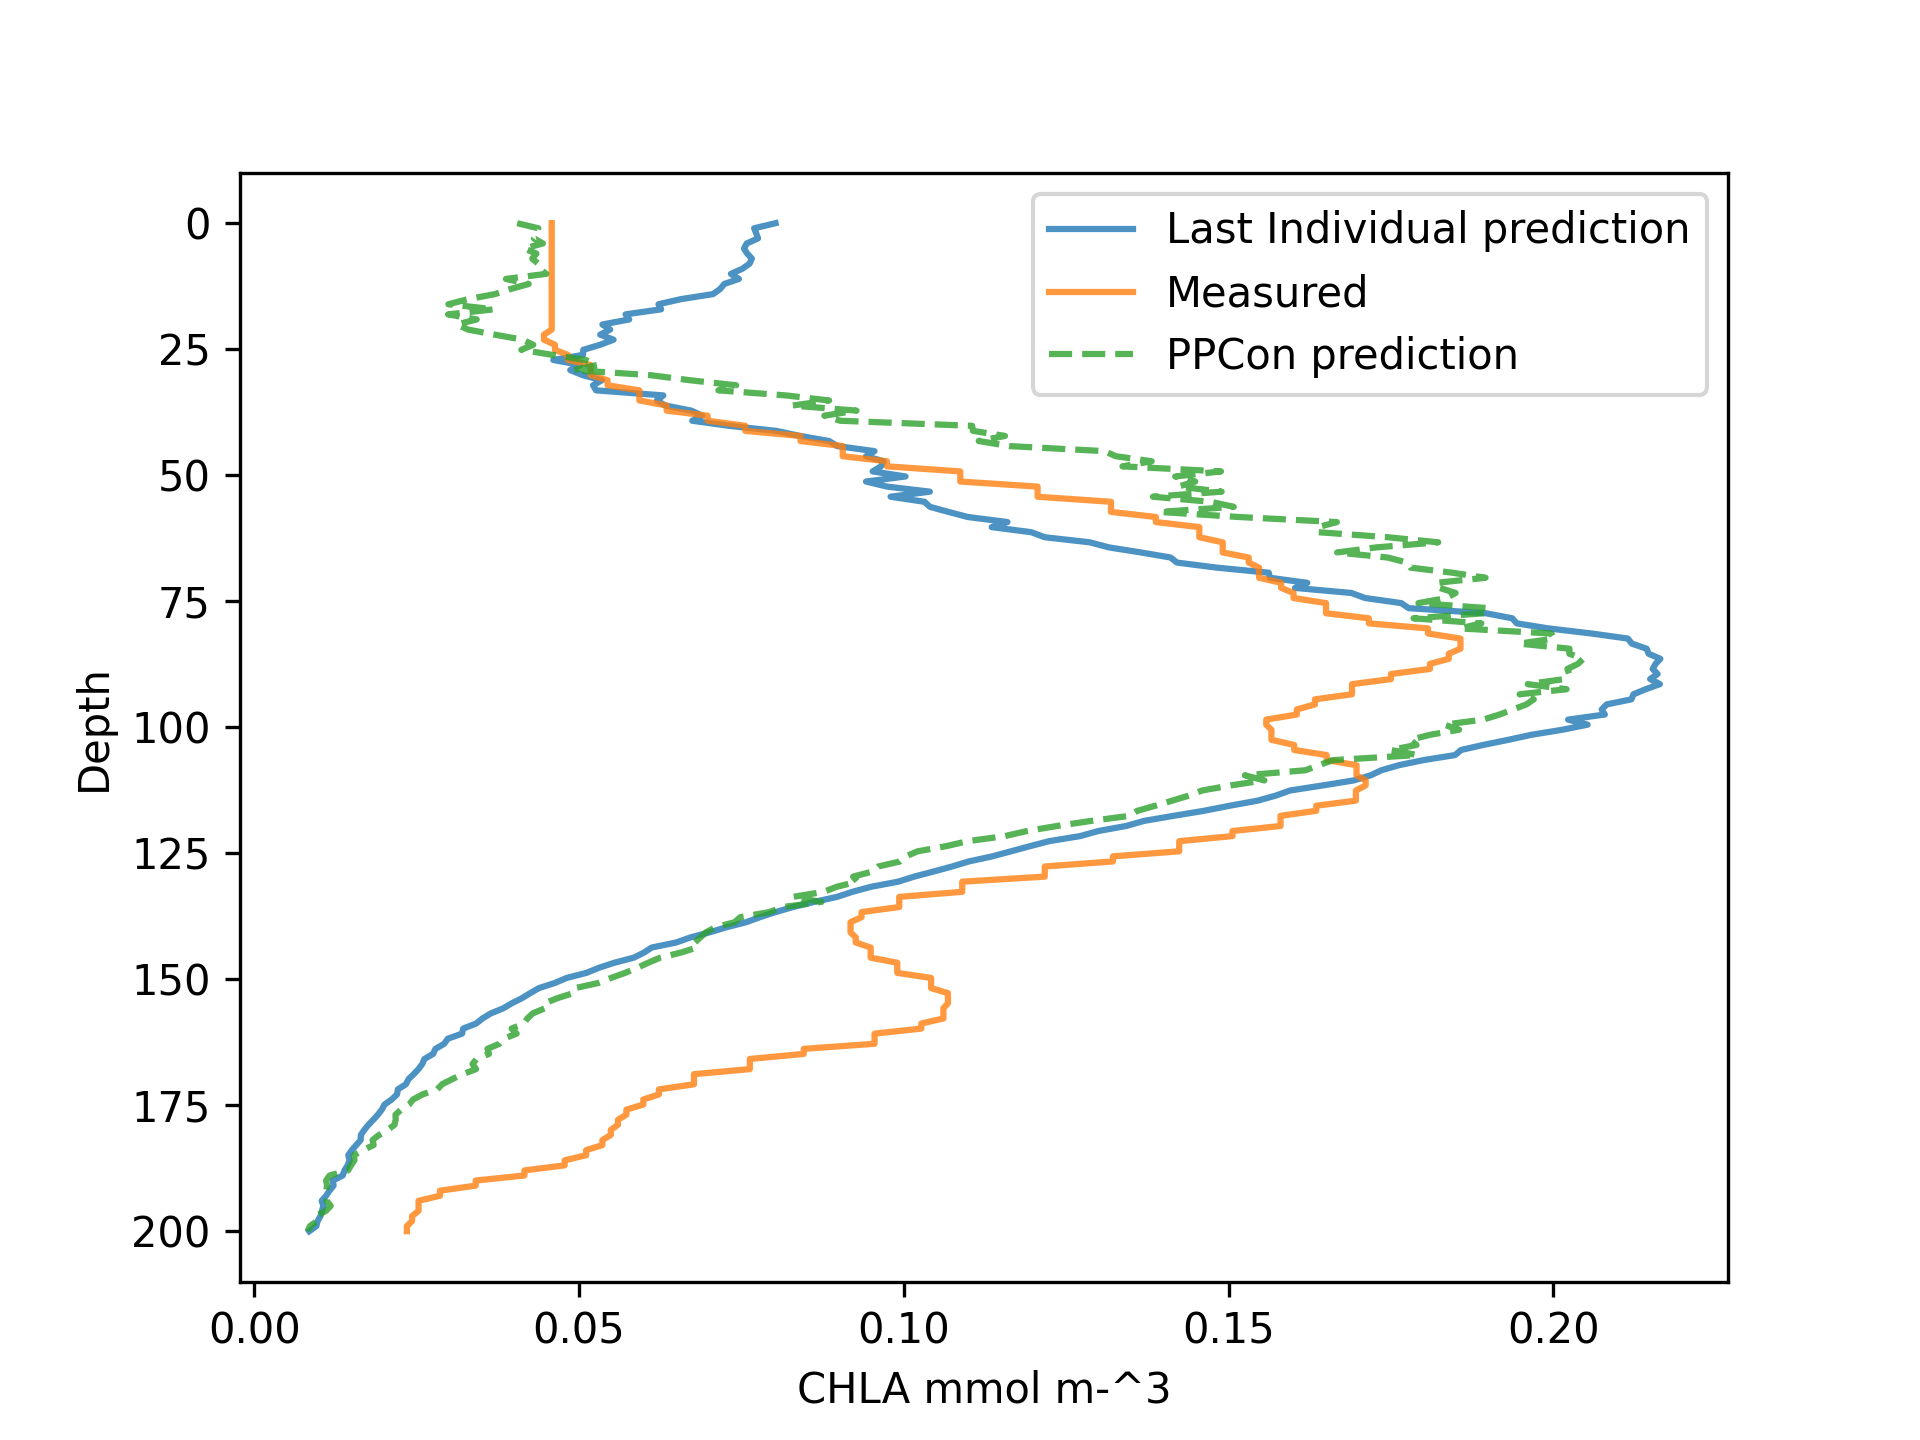 Last Individual prediction
Measured
PPCon prediction
0
25
50
75
100
125
150
175
200
Depth
0.00 0.05 0.10 0.15 0.20
CHLA mmol m-^3